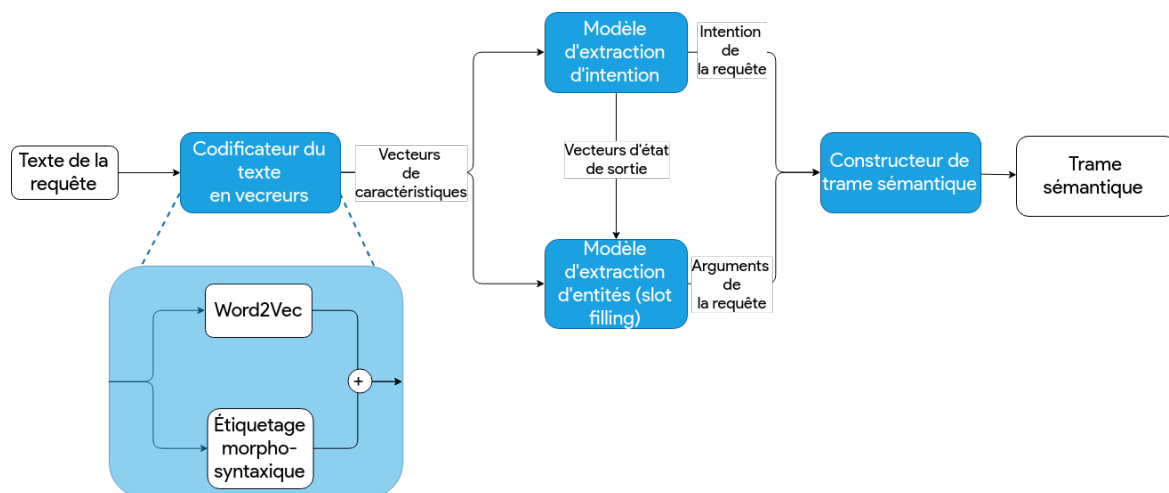 Texte de la
requête
Codificateur du
texte
en vecreurs
Vecteurs
de
caractéristiques
Modèle
d'extraction
d'intention
Intention
de
la requête
Vecteurs d'état
de sortie
Modèle
d'extraction
d'entités (slot
filling)
Arguments
de
la requête
Constructeur de
trame sémantique
Trame
sémantique
Word2Vec
+
Étiquetage
morpho-
syntaxique